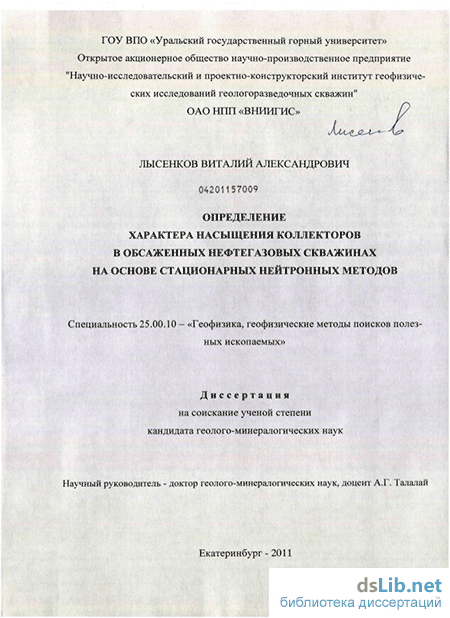 ГОУ ВПО «Уральский государственный горный университет»
Открытое акционерное общество научно-производственное предприятие
"Научно-исследовательский и проектно-конструкторский институт геофизиче-
ских исследований геологоразведочных скважин"
ОАО НПП «ВНИИГИС»
Лысенков
ЛЫСЕНКОВ ВИТАЛИЙ АЛЕКСАНДРОВИЧ
04201157009
ОПРЕДЕЛЕНИЕ
ХАРАКТЕРА НАСЫЩЕНИЯ КОЛЛЕКТОРОВ
В ОБСАЖЕННЫХ НЕФТЕГАЗОВЫХ СКВАЖИНАХ
НА ОСНОВЕ СТАЦИОНАРНЫХ НЕЙТРОННЫХ МЕТОДОВ
Специальность 25.00.10 – «Геофизика, геофизические методы поисков полез-
ных ископаемых»
Диссертация
на соискание ученой степени
кандидата геолого-минералогических наук
Научный руководитель - доктор геолого-минералогических наук, доцент А.Г. Талалай
Екатеринбург - 2011
dsLib.net
библиотека диссертаций